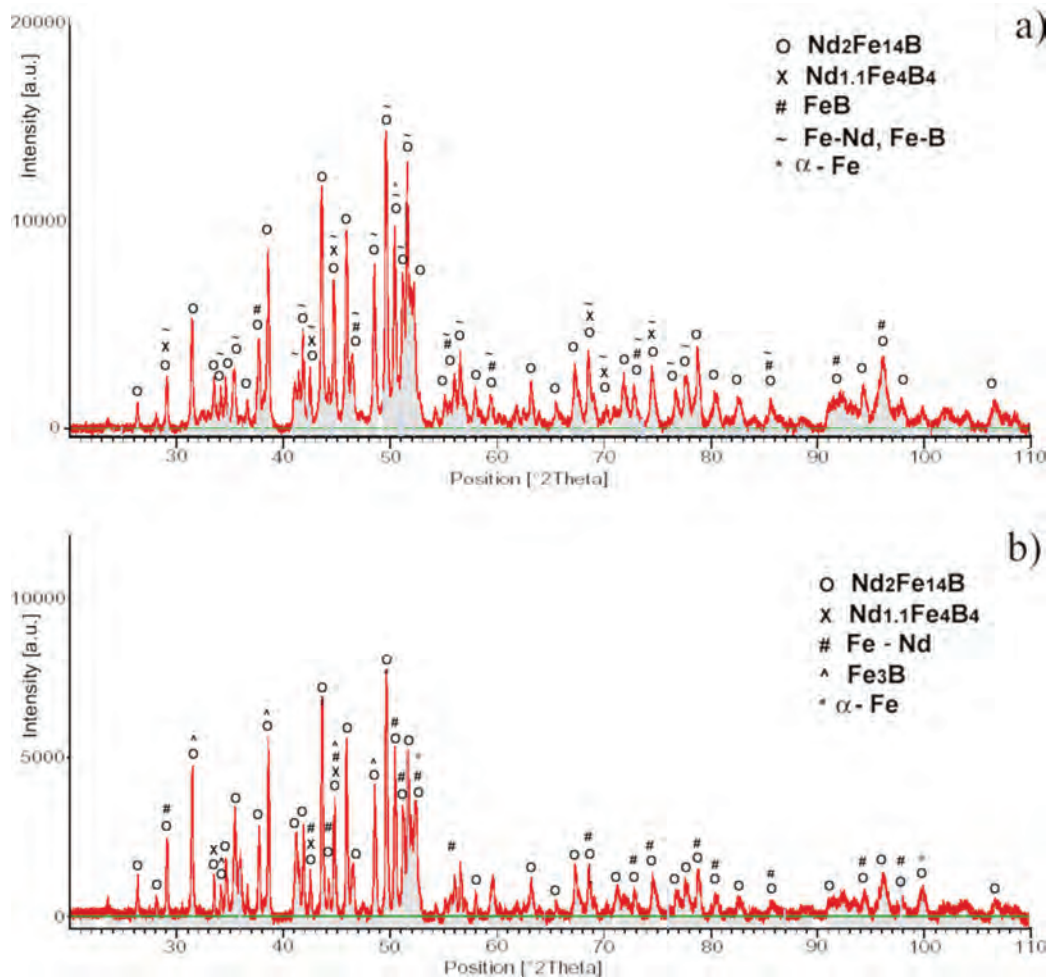 a)
20000
10000
0
Intensity [a.u.]
O Nd2Fe14B
X Nd1.1Fe4B4
# FeB
~ Fe-Nd, Fe-B
* α - Fe
30 40 50 60 70 80 90 100 110
Position [°2Theta]
b)
10000
5000
0
Intensity [a.u.]
O Nd2Fe14B
X Nd1.1Fe4B4
# Fe - Nd
^ Fe3B
* α - Fe
30 40 50 60 70 80 90 100 110
Position [°2Theta]